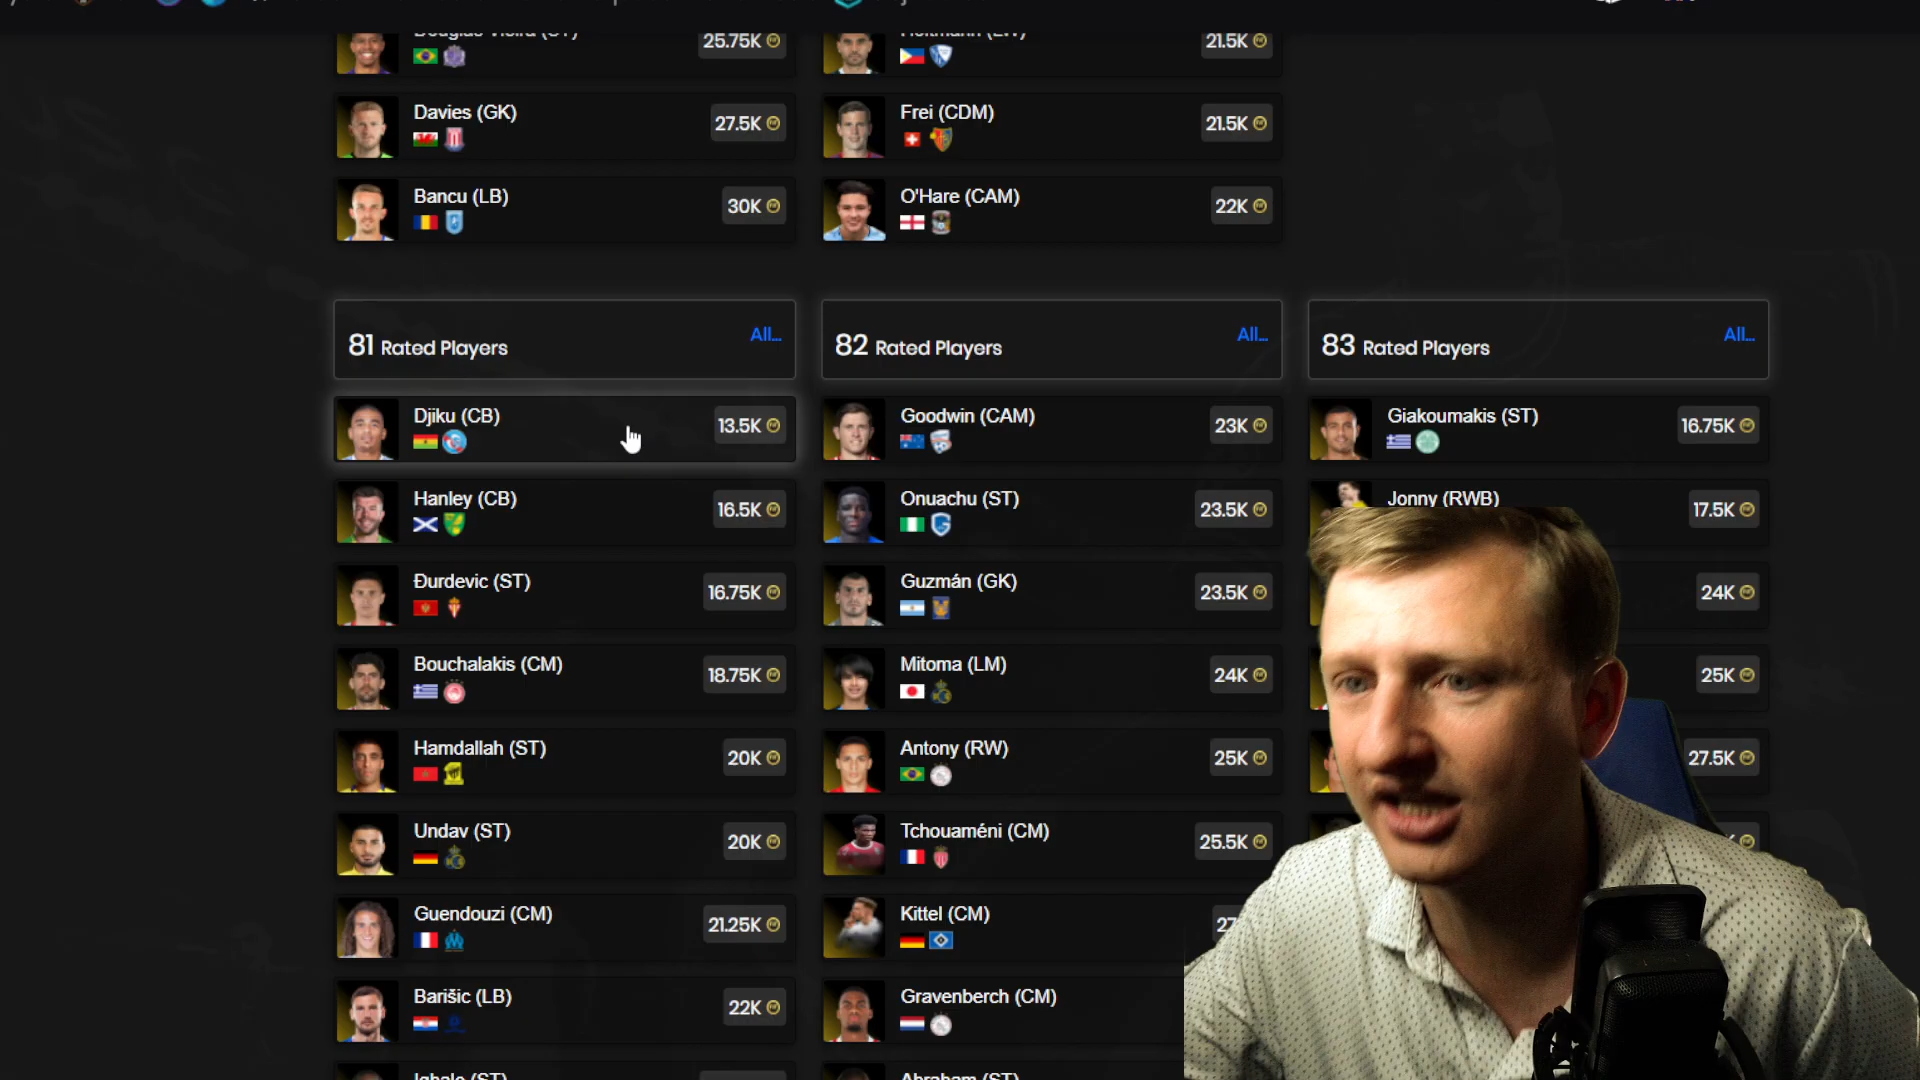 25.75K
21.5K
Davies (GK)
27.5K
Frei (CDM)
21.5K
Bancu (LB)
30K
O'Hare (CAM)
22K
81 Rated Players
All...
82 Rated Players
All...
83 Rated Players
All...
Djiku (CB)
13.5K
Goodwin (CAM)
23K
Giakoumakis (ST)
16.75K
Hanley (CB)
16.5K
Onuachu (ST)
23.5K
Jonny (RWB)
17.5K
Đurdevic (ST)
16.75K
Guzmán (GK)
23.5K
24K
Bouchalakis (CM)
18.75K
Mitoma (LM)
24K
25K
Hamdallah (ST)
20K
Antony (RW)
25K
27.5K
Undav (ST)
20K
Tchouaméni (CM)
25.5K
Guendouzi (CM)
21.25K
Kittel (CM)
27
Barišic (LB)
22K
Gravenberch (CM)